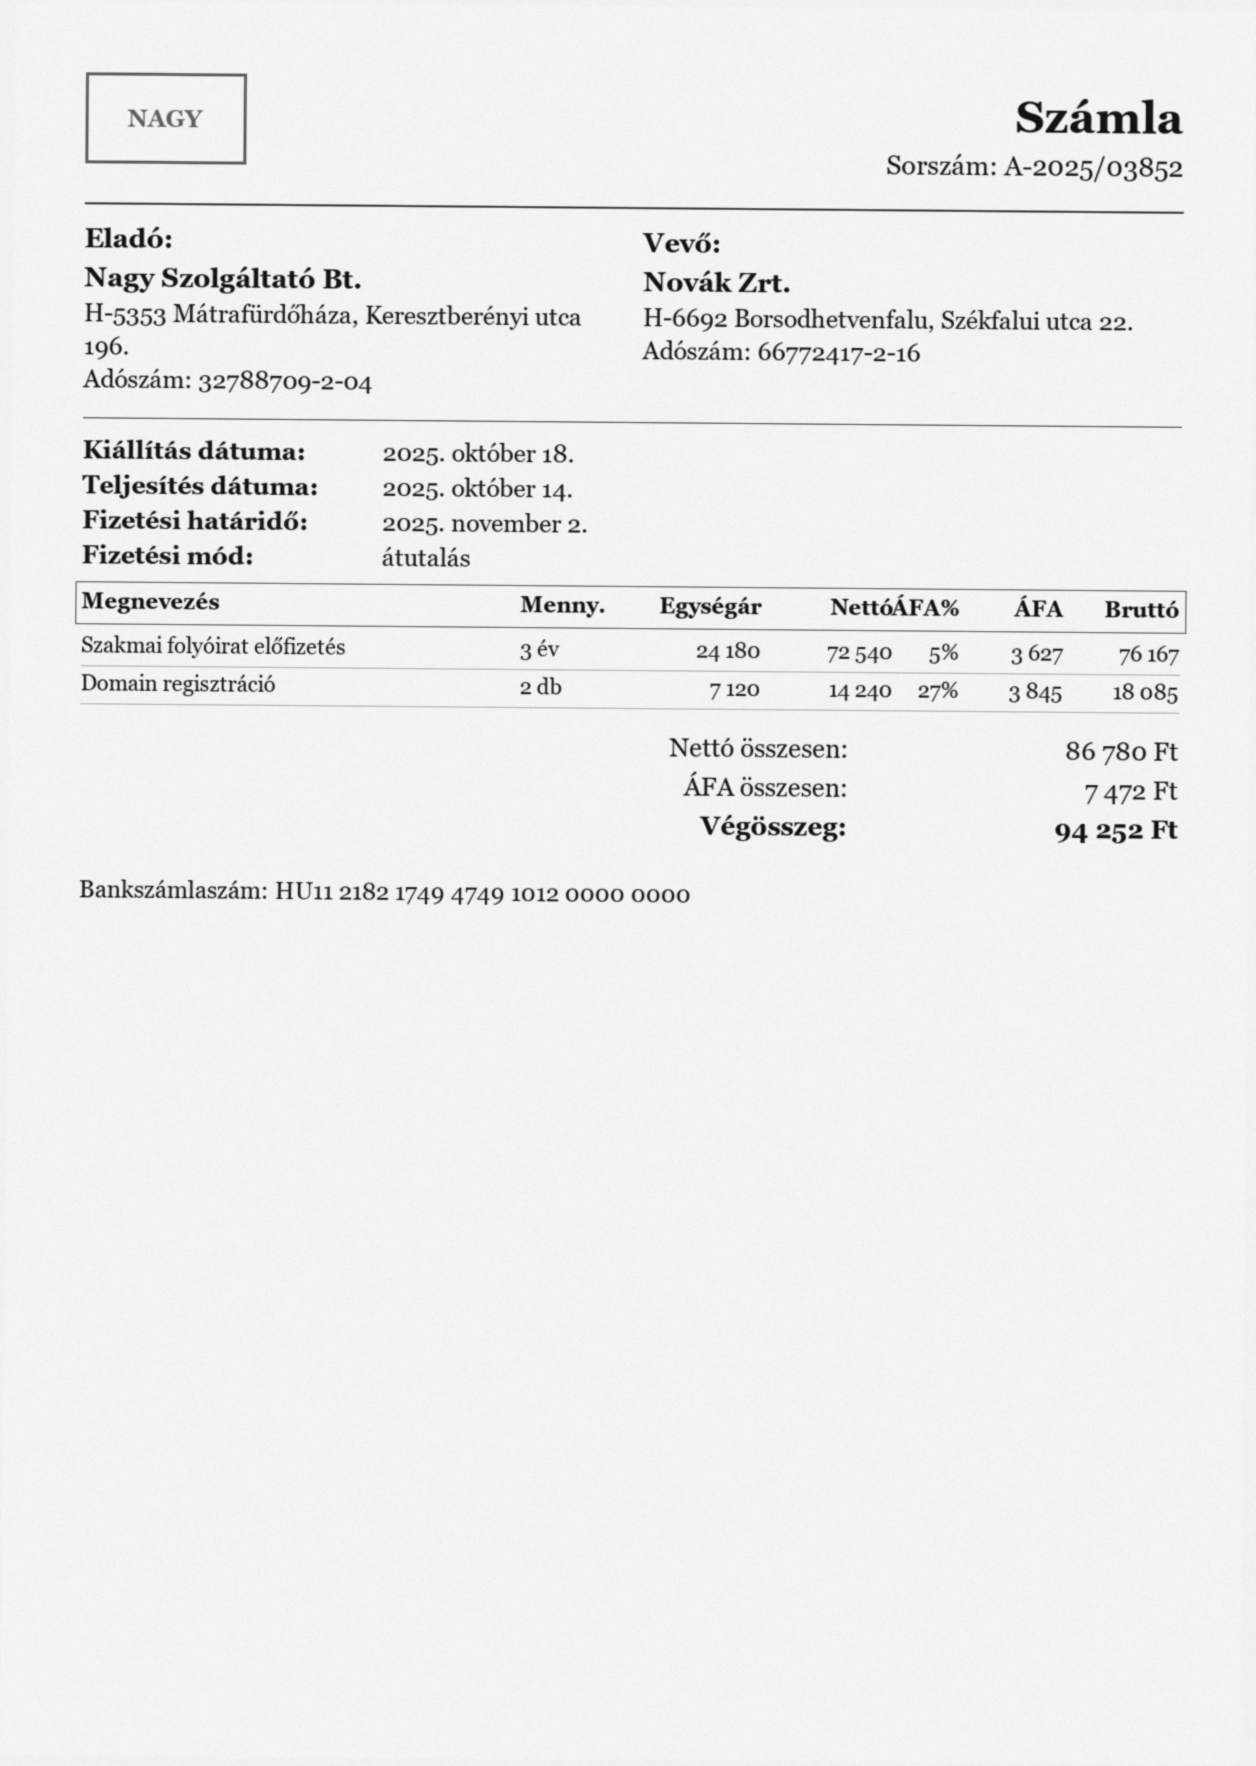 NAGY
Számla
Sorszám: A-2025/03852
Eladó:
Nagy Szolgáltató Bt.
H-5353 Mátrafürdőháza, Keresztberényi utca
196.
Adószám: 32788709-2-04
Vevő:
Novák Zrt.
H-6692 Borsodhetvenfalu, Székfalui utca 22.
Adószám: 66772417-2-16
Kiállítás dátuma: 2025. október 18.
Teljesítés dátuma: 2025. október 14.
Fizetési határidő: 2025. november 2.
Fizetési mód: átutalás
Megnevezés Menny. Egységár Nettó ÁFA% ÁFA Bruttó
Szakmai folyóirat előfizetés 3 év 24 180 72 540 5% 3 627 76 167
Domain regisztráció 2 db 7 120 14 240 27% 3 845 18 085
Nettó összesen: 86 780 Ft
ÁFA összesen: 7 472 Ft
Végösszeg: 94 252 Ft
Bankszámlaszám: HU11 2182 1749 4749 1012 0000 0000